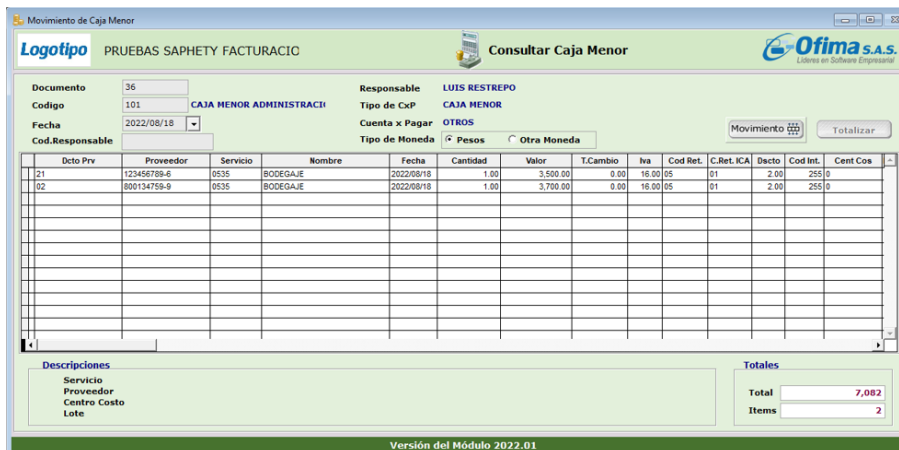 Movimiento de Caja Menor
Logotipo PRUEBAS SAPHETY FACTURACIO Consultar Caja Menor Ofima S.A.S.
Líderes en Software Empresarial
Documento 36 Responsable LUIS RESTREPO
Codigo 101 CAJA MENOR ADMINISTRACI Tipo de CxP CAJA MENOR
Fecha 2022/08/18 Cuenta x Pagar OTROS
Cod.Responsable Tipo de Moneda Pesos Otra Moneda Movimiento Totalizar
Dcto Prv Proveedor Servicio Nombre Fecha Cantidad Valor T.Cambio Iva Cod Ret. C.Ret. ICA Dscto Cod Int. Cent Cos
21 123456789-6 0535 BODEGAJE 2022/08/18 1.00 3,500.00 0.00 16.00 05 01 2.00 255 0
02 800134759-9 0535 BODEGAJE 2022/08/18 1.00 3,700.00 0.00 16.00 05 01 2.00 255 0
Descripciones Totales
Servicio
Proveedor Total 7,082
Centro Costo
Lote Items 2
Versión del Módulo 2022.01